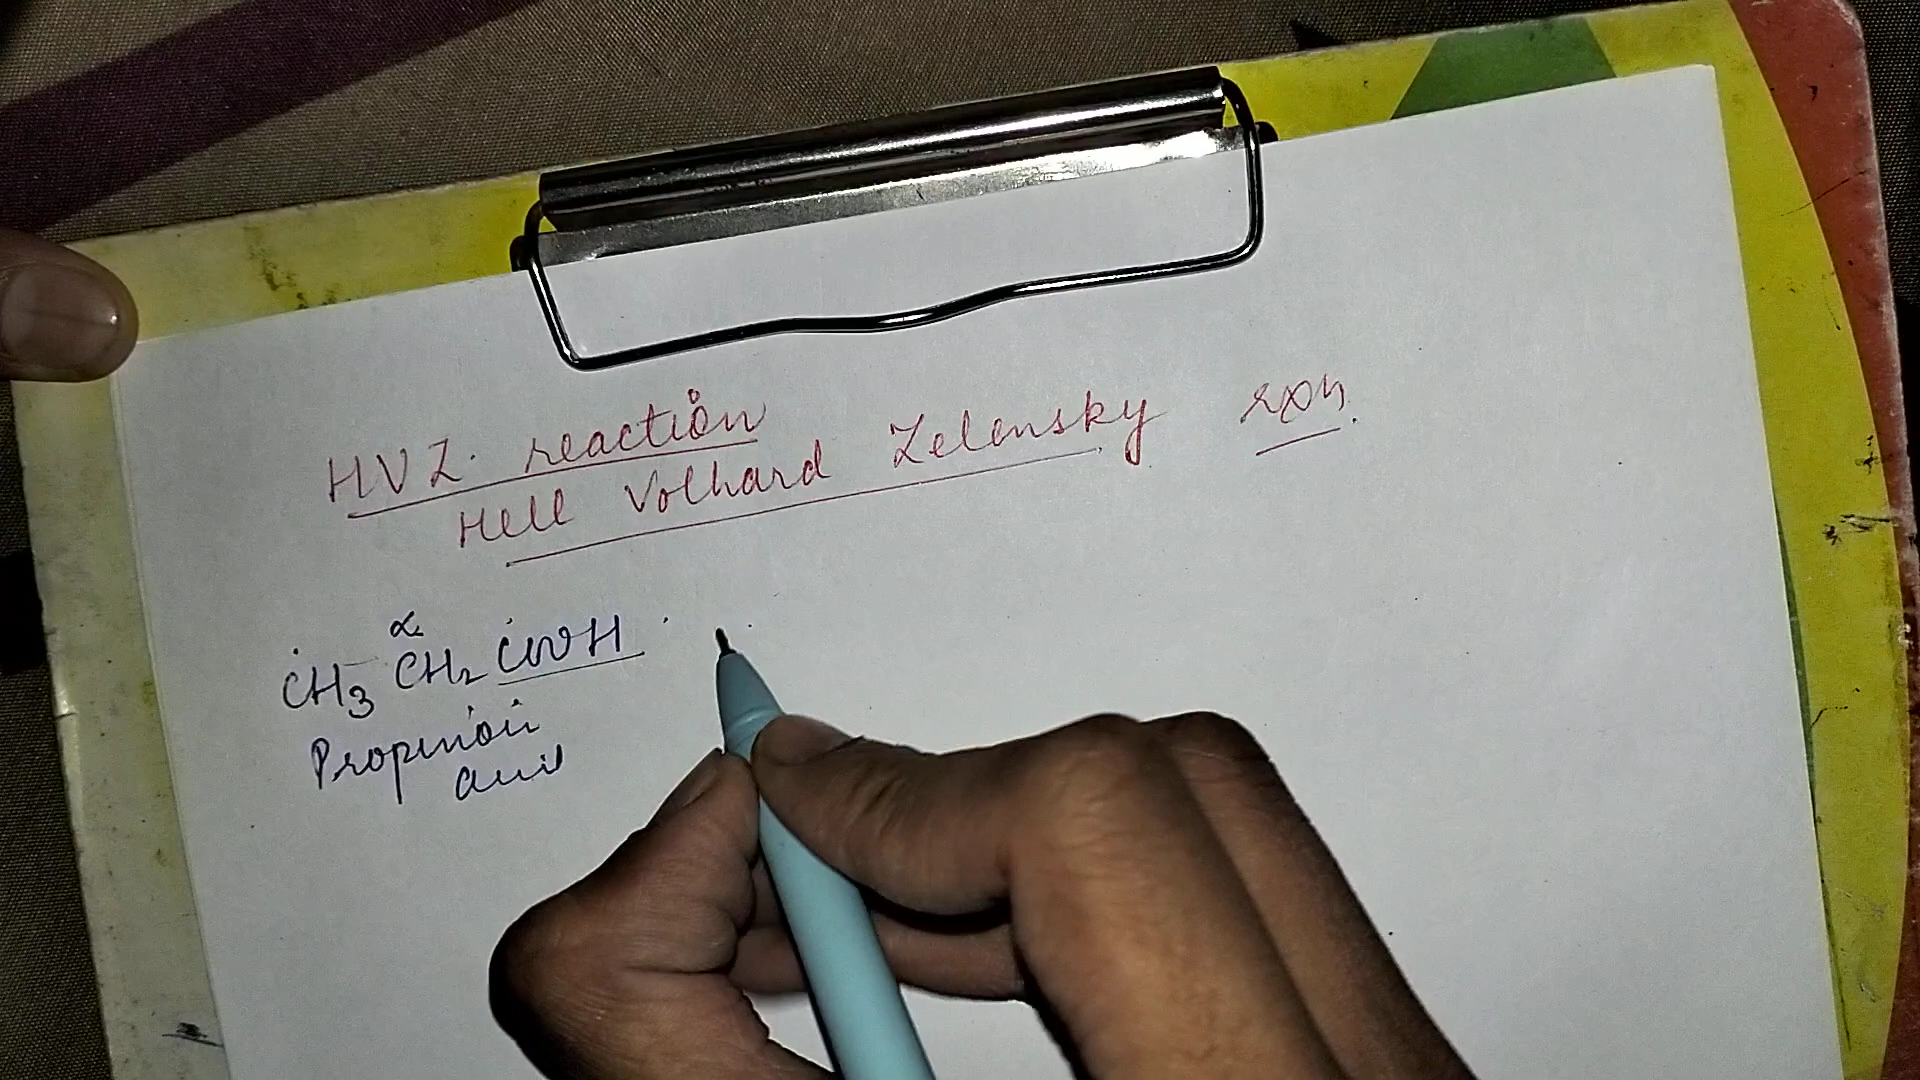 HVZ. reaction
Hell Volhard Zelensky rxn.
α
CH3 CH2 COOH
Propinoic
acid